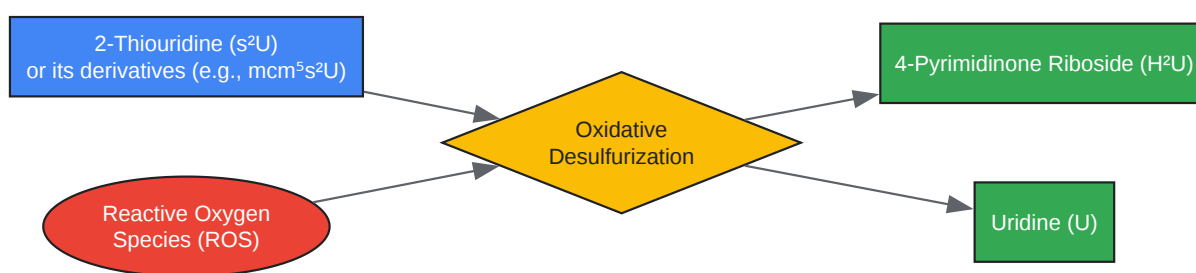 2-Thiouridine (s²U)
or its derivatives (e.g., mcm⁵s²U)
Reactive Oxygen
Species (ROS)
Oxidative
Desulfurization
4-Pyrimidinone Riboside (H²U)
Uridine (U)